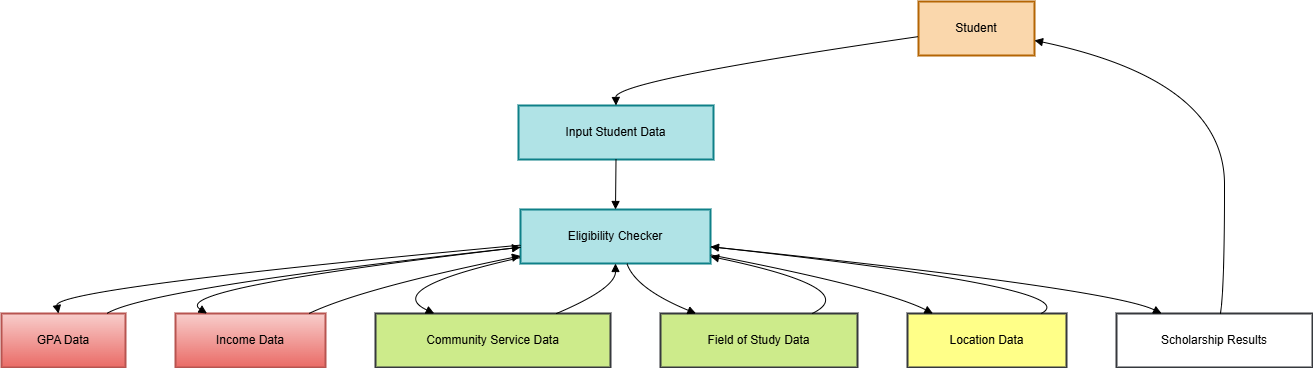 Student
Input Student Data
Eligibility Checker
GPA Data
Income Data
Community Service Data
Field of Study Data
Location Data
Scholarship Results